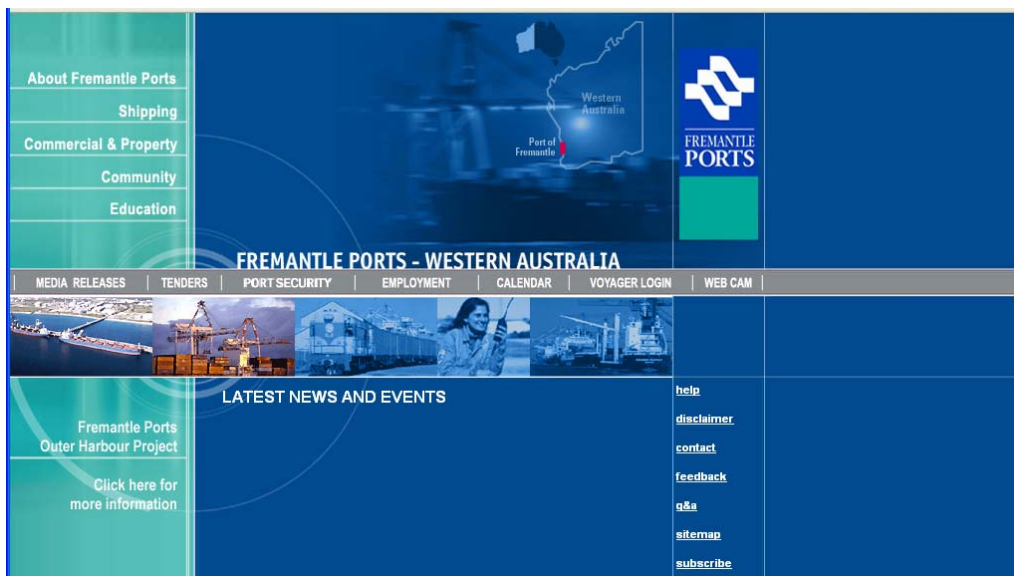 About Fremantle Ports
Shipping
Commercial & Property
Community
Education
Western
Australia
Port of
Fremantle
FREMANTLE
PORTS
FREMANTLE PORTS - WESTERN AUSTRALIA
MEDIA RELEASES | TENDERS | PORT SECURITY | EMPLOYMENT | CALENDAR | VOYAGER LOGIN | WEB CAM |
LATEST NEWS AND EVENTS
Fremantle Ports
Outer Harbour Project
Click here for
more information
help
disclaimer
contact
feedback
q&a
sitemap
subscribe